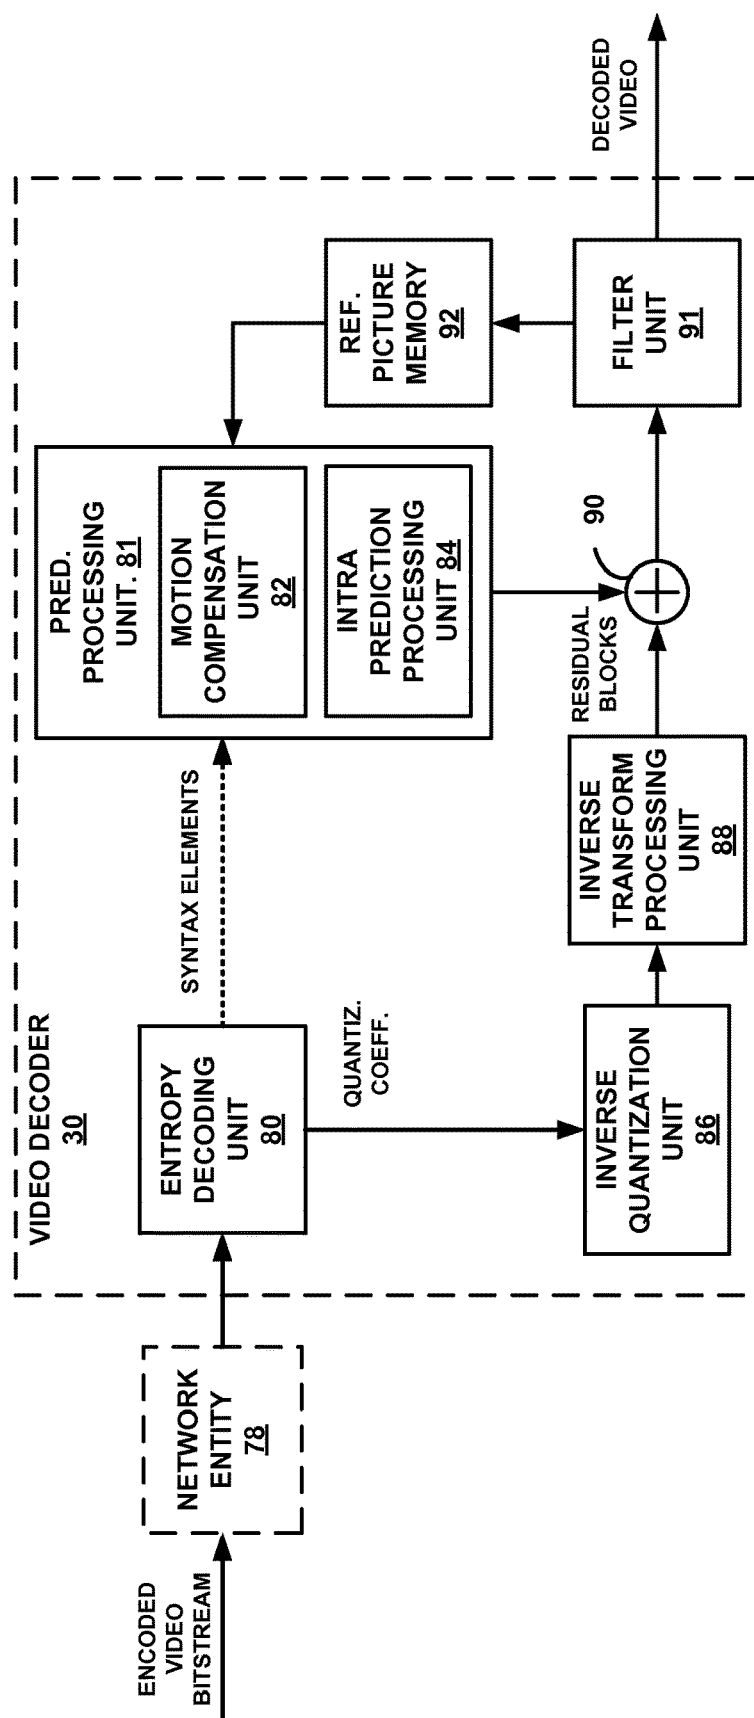 ENCODED
VIDEO
BITSTREAM
NETWORK
ENTITY
78
VIDEO DECODER
30
ENTROPY
DECODING
UNIT
80
SYNTAX ELEMENTS
QUANTIZ.
COEFF.
PRED.
PROCESSING
UNIT. 81
MOTION
COMPENSATION
UNIT
82
INTRA
PREDICTION
PROCESSING
UNIT 84
REF.
PICTURE
MEMORY
92
INVERSE
QUANTIZATION
UNIT
86
INVERSE
TRANSFORM
PROCESSING
UNIT
88
RESIDUAL
BLOCKS
90
FILTER
UNIT
91
DECODED
VIDEO